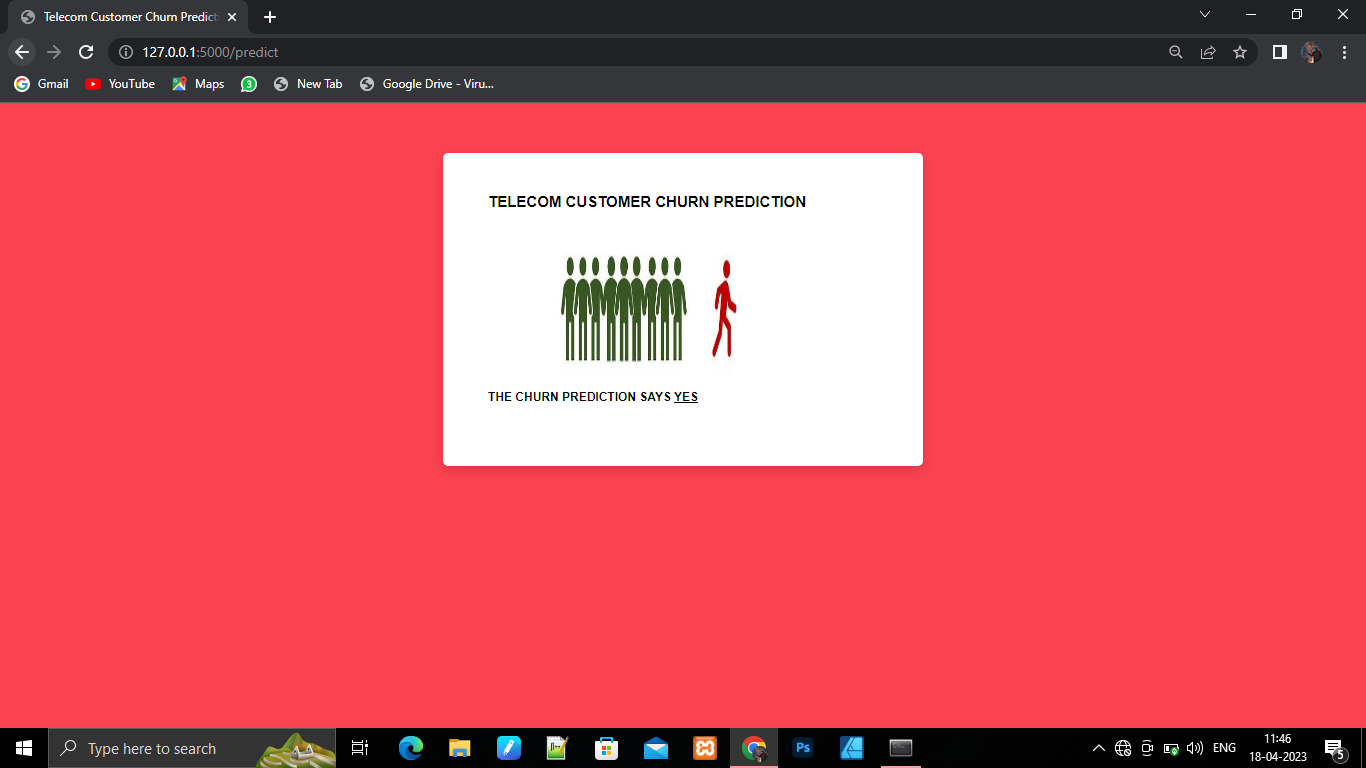 Telecom Customer Churn Predict
127.0.0.1:5000/predict
Gmail
YouTube
Maps
3
New Tab
Google Drive - Viru...
TELECOM CUSTOMER CHURN PREDICTION
THE CHURN PREDICTION SAYS YES
Type here to search
Ps
ENG
11:46
18-04-2023
5